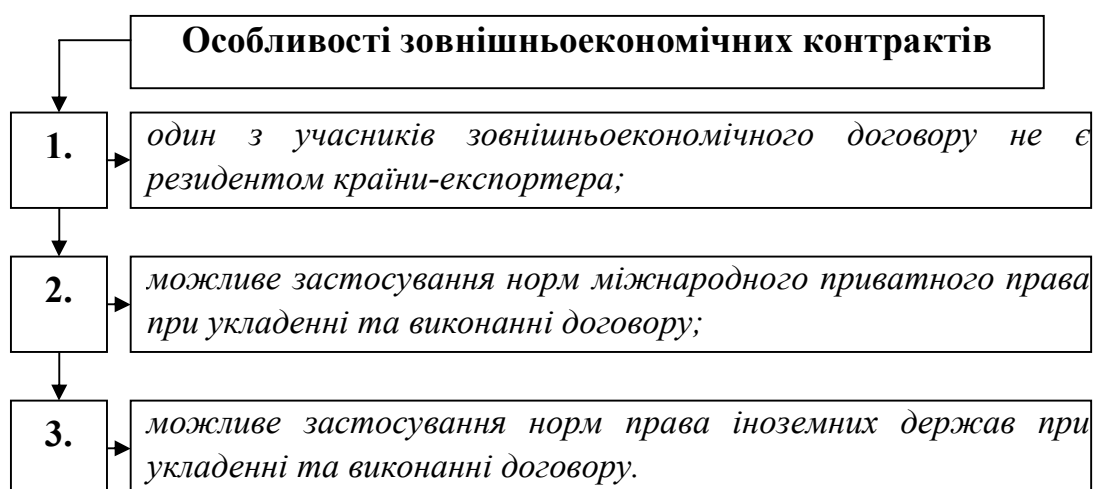 Особливості зовнішньоекономічних контрактів
1.
один з учасників зовнішньоекономічного договору не є
резидентом країни-експортера;
2.
можливе застосування норм міжнародного приватного права
при укладенні та виконанні договору;
3.
можливе застосування норм права іноземних держав при
укладенні та виконанні договору.